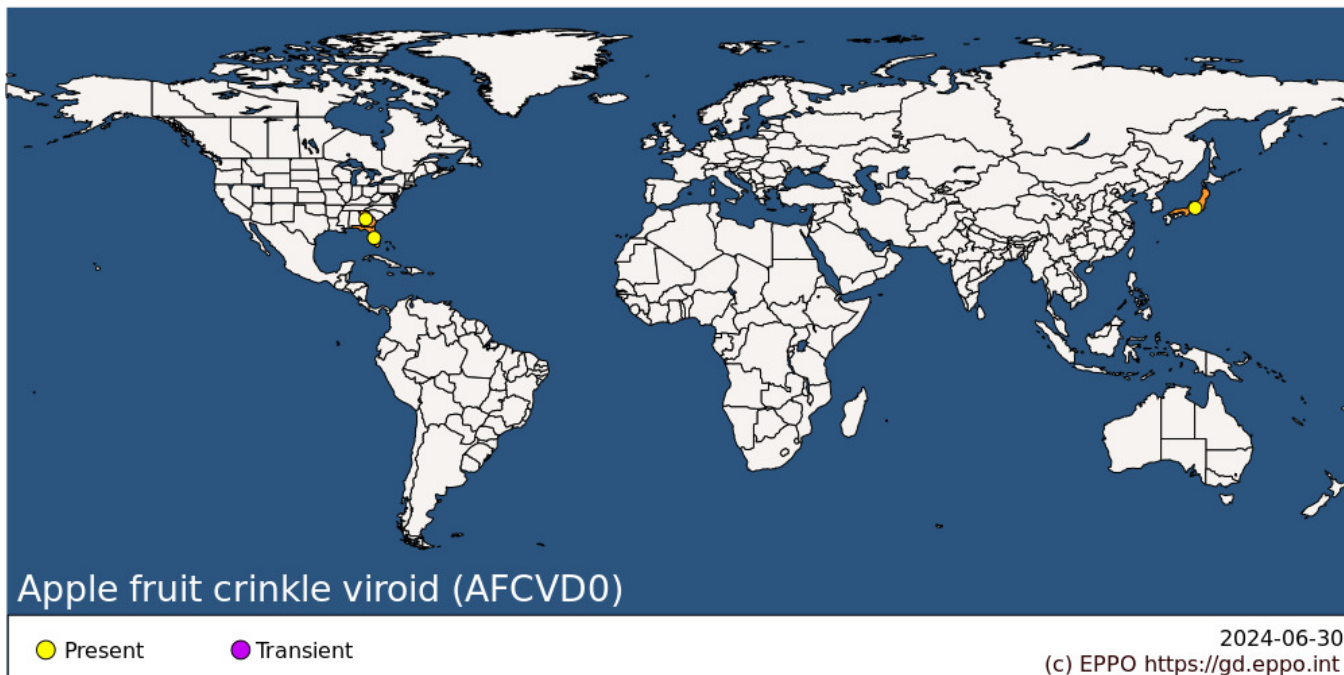 Apple fruit crinkle viroid (AFCVD0)
Present
Transient
2024-06-30
(c) EPPO https://gd.eppo.int